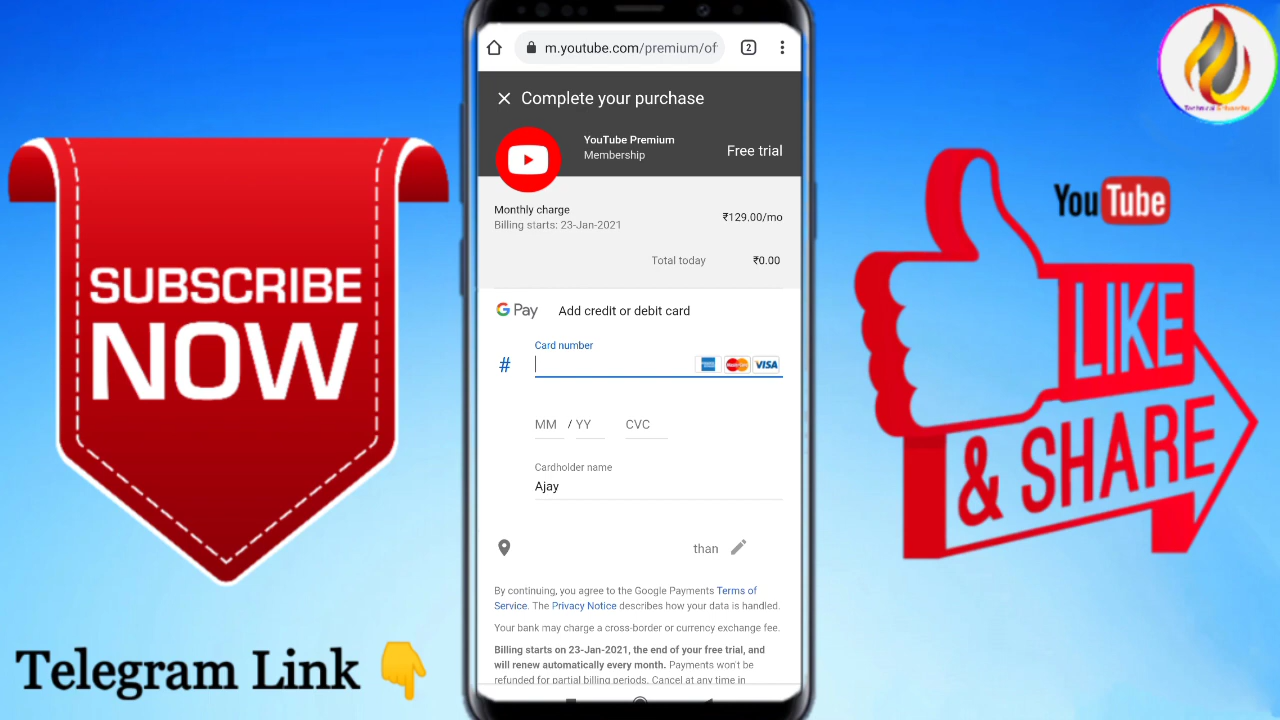 m.youtube.com/premium/of
2
Complete your purchase
YouTube Premium
Membership
Free trial
Monthly charge
₹129.00/mo
Billing starts: 23-Jan-2021
Total today
₹0.00
G Pay
Add credit or debit card
Card number
#
VISA
MM / YY
CVC
Cardholder name
Ajay
than
By continuing, you agree to the Google Payments Terms of
Service. The Privacy Notice describes how your data is handled.
Your bank may charge a cross-border or currency exchange fee.
Billing starts on 23-Jan-2021, the end of your free trial, and
will renew automatically every month. Payments won't be
refunded for partial billing periods. Cancel at any time in
SUBSCRIBE
NOW
Telegram Link
YouTube
LIKE
& SHARE